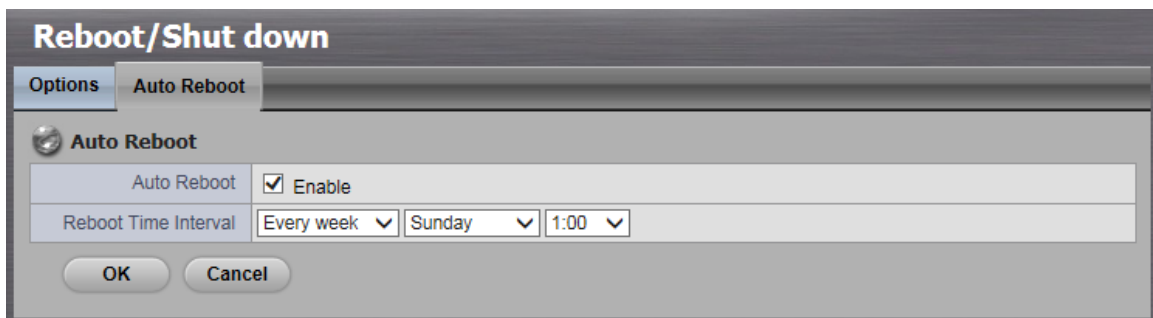 Reboot/Shut down
Options Auto Reboot
Auto Reboot
Auto Reboot Enable
Reboot Time Interval Every week Sunday 1:00
OK Cancel